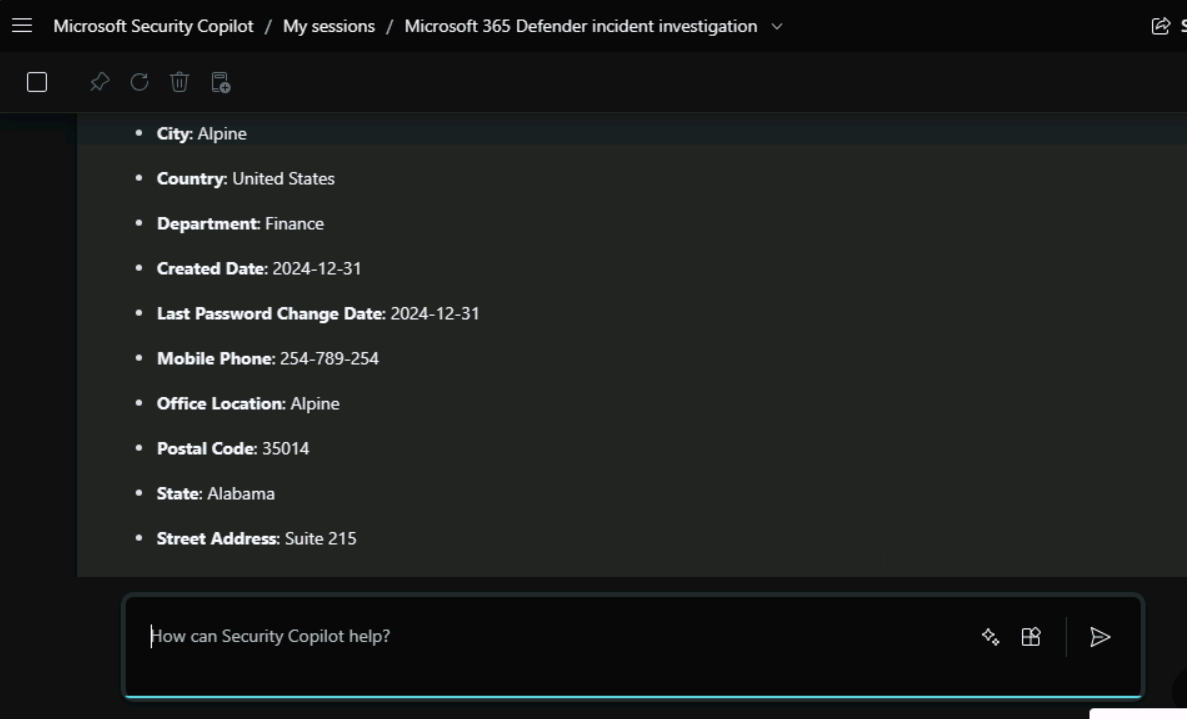 Microsoft Security Copilot / My sessions / Microsoft 365 Defender incident investigation
• City: Alpine
• Country: United States
• Department: Finance
• Created Date: 2024-12-31
• Last Password Change Date: 2024-12-31
• Mobile Phone: 254-789-254
• Office Location: Alpine
• Postal Code: 35014
• State: Alabama
• Street Address: Suite 215
How can Security Copilot help?